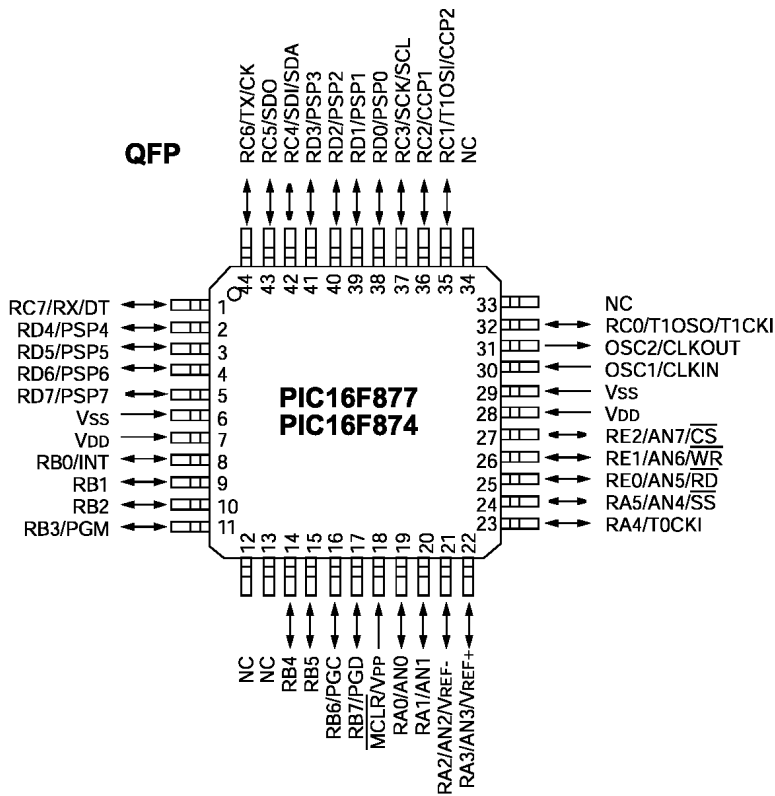 QFP
RC6/TX/CK
RC5/SDO
RC4/SDI/SDA
RD3/PSP3
RD2/PSP2
RD1/PSP1
RD0/PSP0
RC3/SCK/SCL
RC2/CCP1
RC1/T1OSI/CCP2
NC
44
43
42
41
40
39
38
37
36
35
34
RC7/RX/DT 1
RD4/PSP4 2
RD5/PSP5 3
RD6/PSP6 4
RD7/PSP7 5
VSS 6
VDD 7
RB0/INT 8
RB1 9
RB2 10
RB3/PGM 11
PIC16F877
PIC16F874
33 NC
32 RC0/T1OSO/T1CKI
31 OSC2/CLKOUT
30 OSC1/CLKIN
29 VSS
28 VDD
27 RE2/AN7/CS
26 RE1/AN6/WR
25 RE0/AN5/RD
24 RA5/AN4/SS
23 RA4/T0CKI
12
13
14
15
16
17
18
19
20
21
22
NC
NC
RB4
RB5
RB6/PGC
RB7/PGD
MCLR/VPP
RA0/AN0
RA1/AN1
RA2/AN2/VREF-
RA3/AN3/VREF+